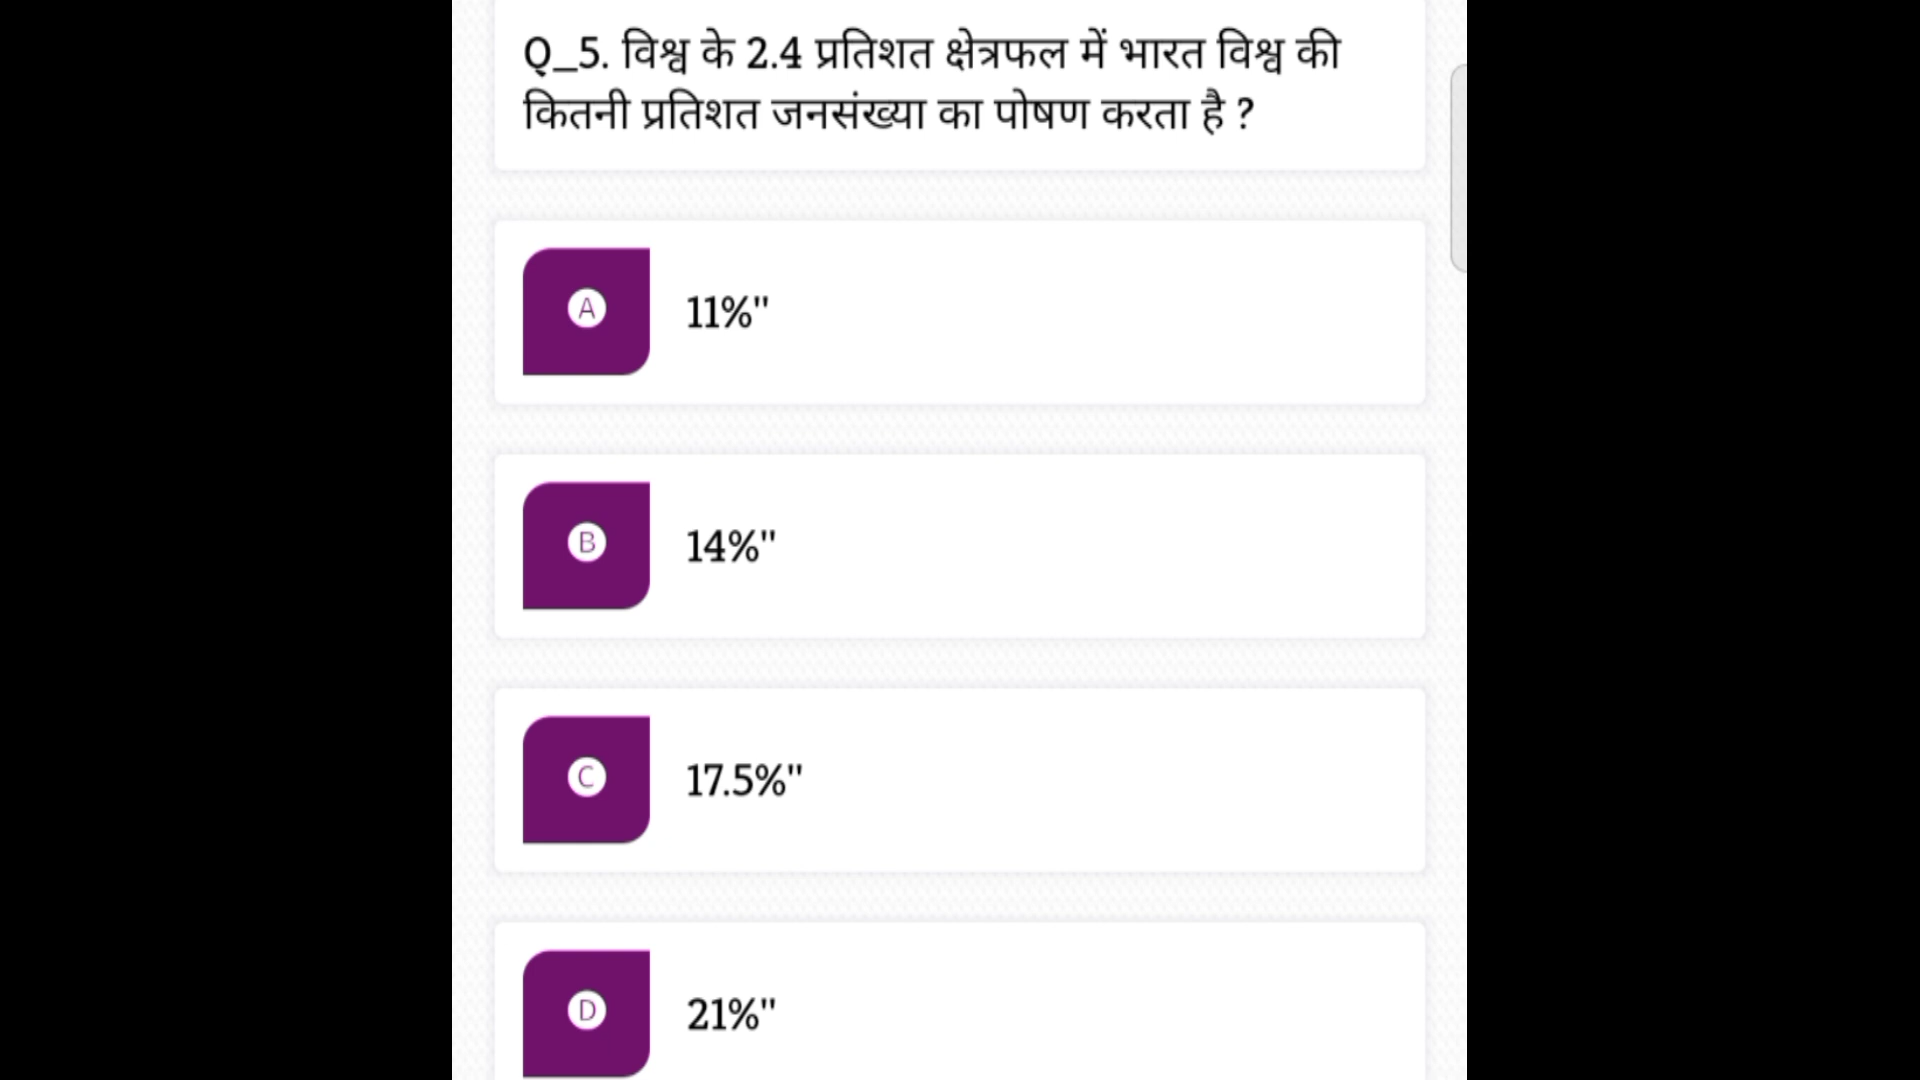 Q_5. विश्व के 2.4 प्रतिशत क्षेत्रफल में भारत विश्व की
कितनी प्रतिशत जनसंख्या का पोषण करता है ?
A 11%"
B 14%"
C 17.5%"
D 21%"